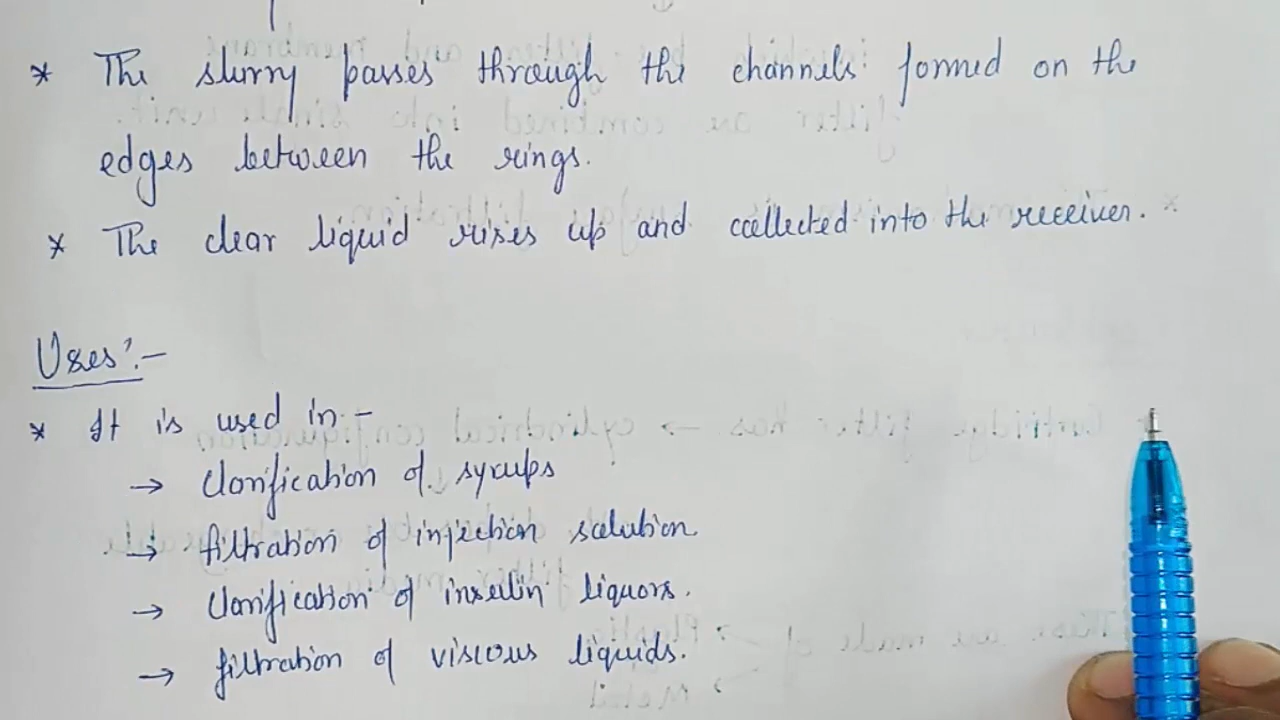 * The slurry passes through the channels formed on the
edges between the rings.
* The clear liquid rises up and collected into the receiver.
Uses:-
* It is used in:-
→ Clarification of syrups
→ filtration of injection solution.
→ Clarification of insulin liquors.
→ filtration of viscous liquids.